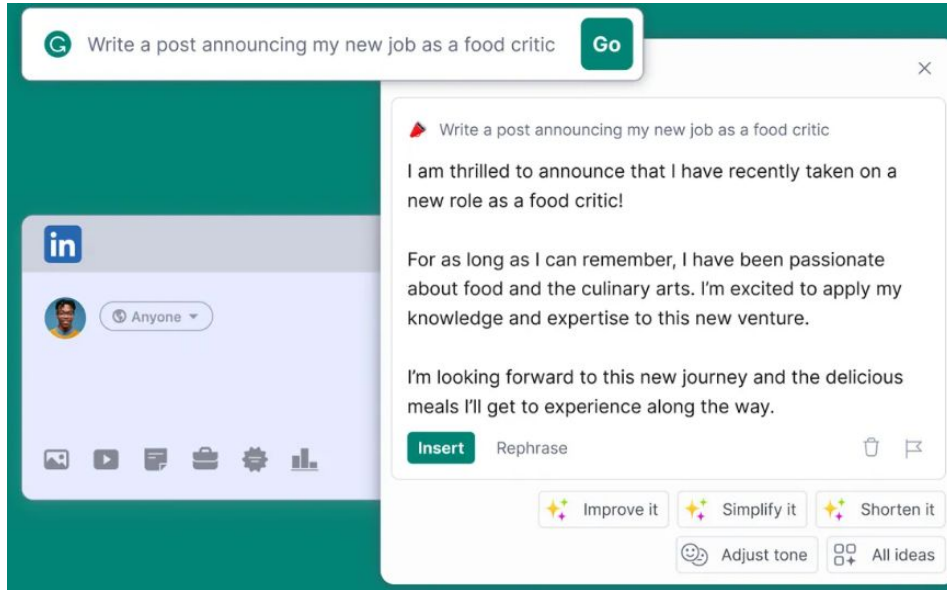 Write a post announcing my new job as a food critic
Go
Write a post announcing my new job as a food critic
I am thrilled to announce that I have recently taken on a
new role as a food critic!
For as long as I can remember, I have been passionate
about food and the culinary arts. I'm excited to apply my
knowledge and expertise to this new venture.
I'm looking forward to this new journey and the delicious
meals I'll get to experience along the way.
Insert
Rephrase
in
Anyone
Improve it
Simplify it
Shorten it
Adjust tone
All ideas